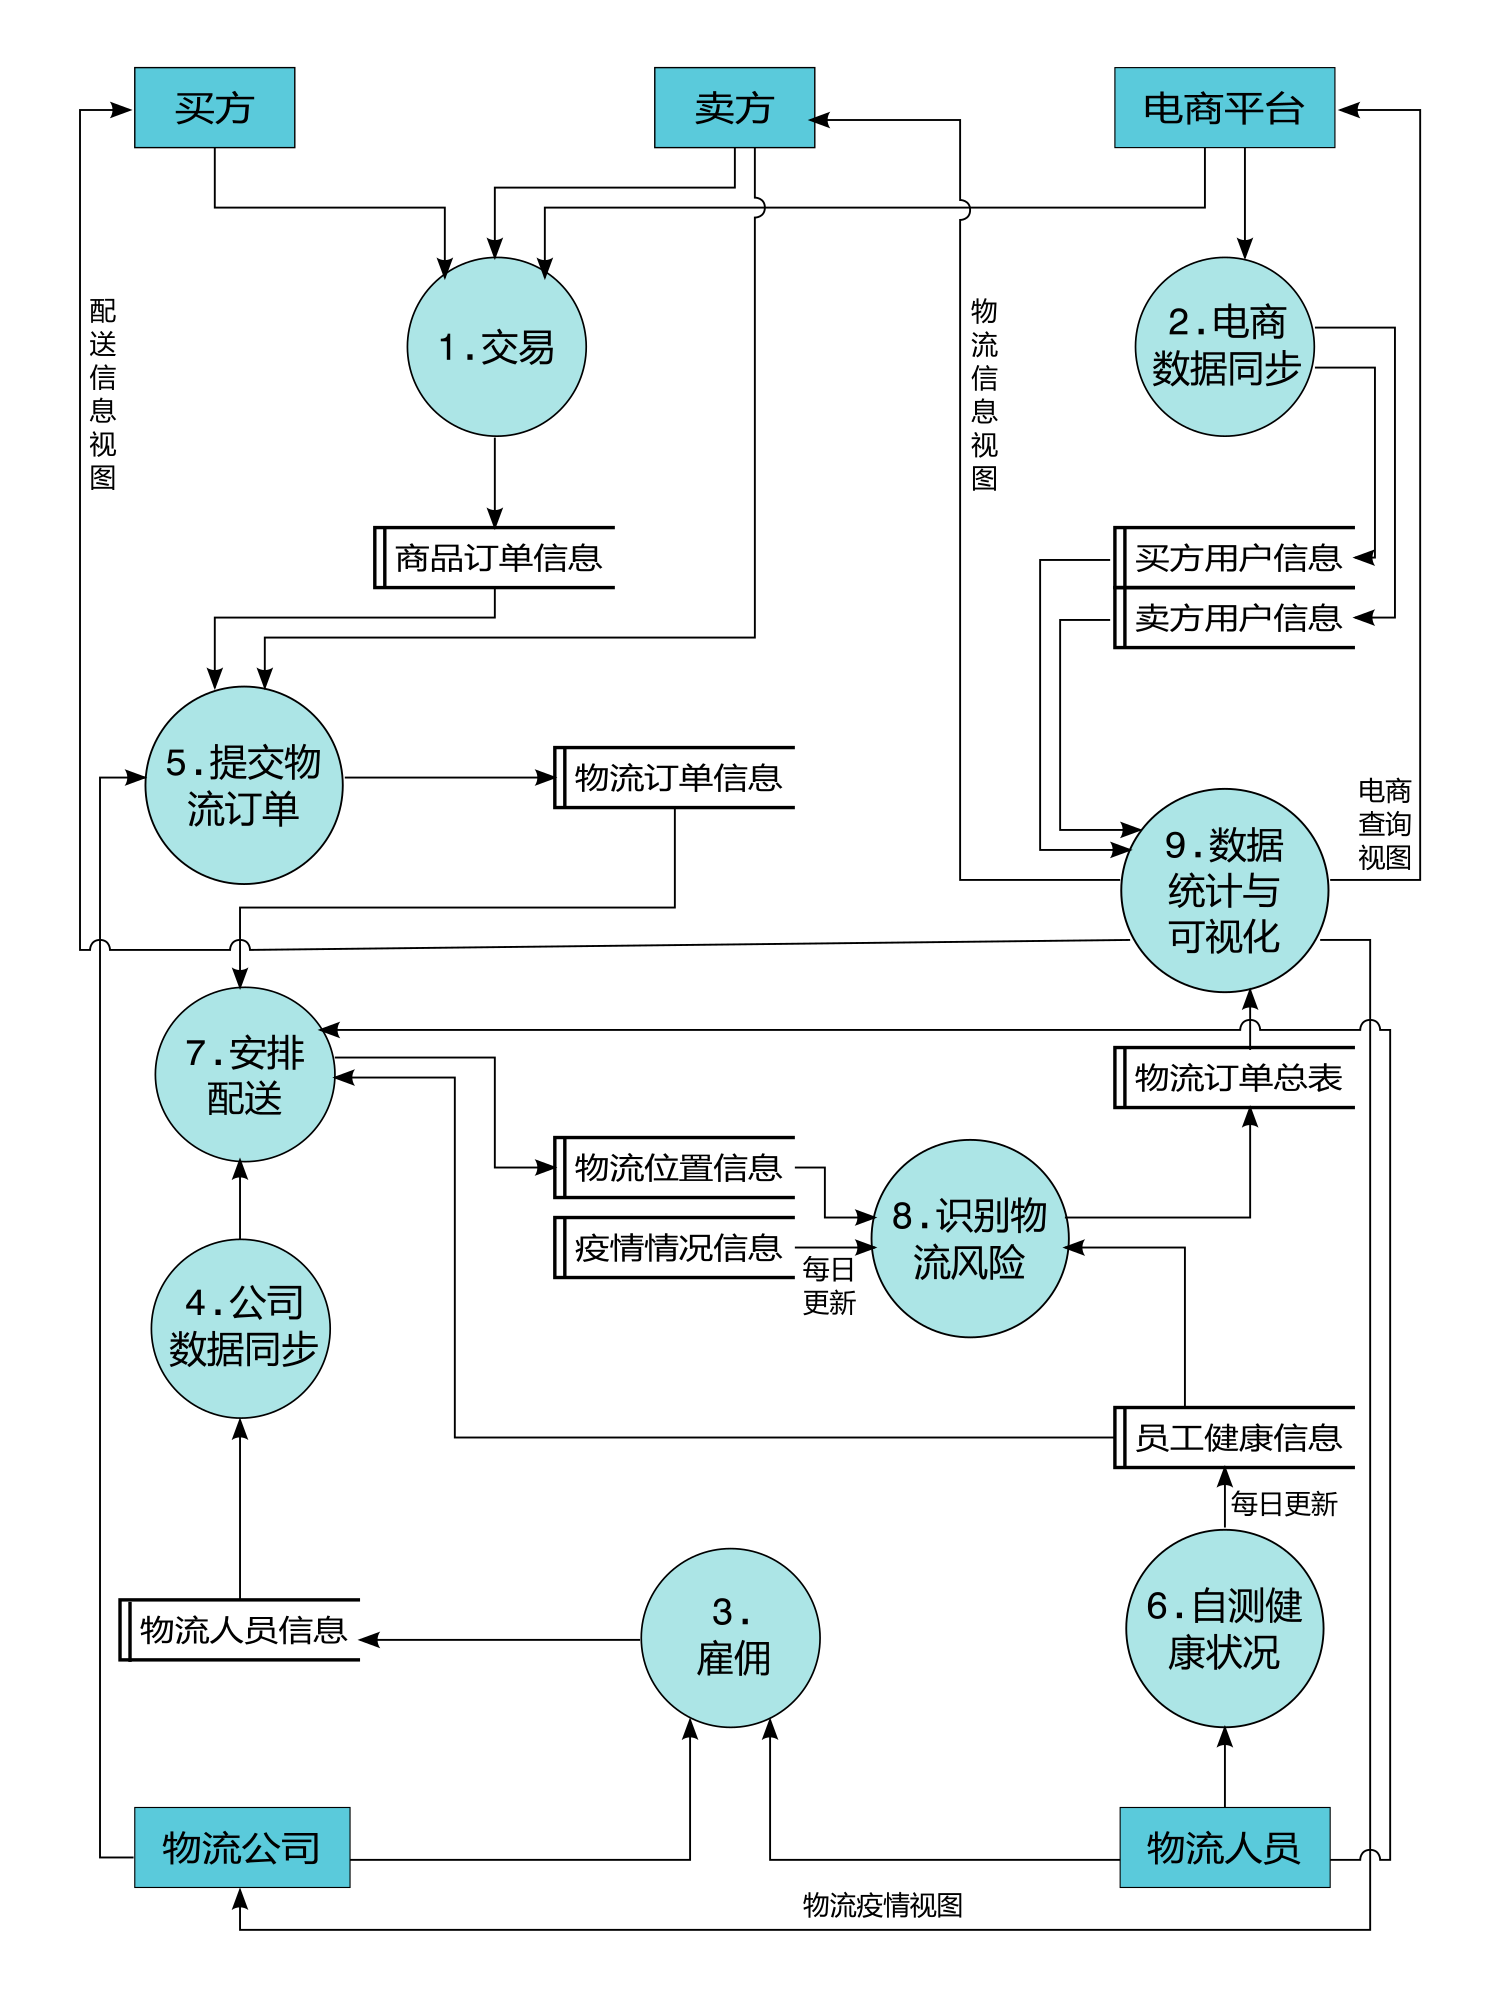 买方
卖方
电商平台
配
送
信
息
视
图
物
流
信
息
视
图
1.交易
2.电商
数据同步
商品订单信息
买方用户信息
卖方用户信息
5.提交物
流订单
物流订单信息
电商
查询
视图
9.数据
统计与
可视化
7.安排
配送
物流订单总表
物流位置信息
疫情情况信息
每日
更新
8.识别物
流风险
4.公司
数据同步
员工健康信息
每日更新
物流人员信息
3.
雇佣
6.自测健
康状况
物流公司
物流人员
物流疫情视图